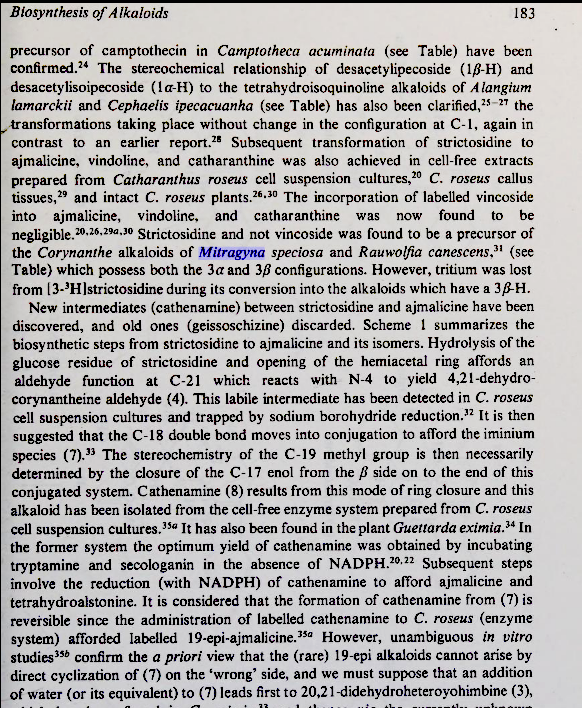 Biosynthesis of Alkaloids 183
precursor of camptothecin in Camptotheca acuminata (see Table) have been
confirmed.²⁴ The stereochemical relationship of desacetylipecoside (1β-H) and
desacetylisoipecoside (1α-H) to the tetrahydroisoquinoline alkaloids of Alangium
lamarckii and Cephaelis ipecacuanha (see Table) has also been clarified,²⁵⁻²⁷ the
transformations taking place without change in the configuration at C-1, again in
contrast to an earlier report.²⁸ Subsequent transformation of strictosidine to
ajmalicine, vindoline, and catharanthine was also achieved in cell-free extracts
prepared from Catharanthus roseus cell suspension cultures,²⁰ C. roseus callus
tissues,²⁹ and intact C. roseus plants.²⁶·³⁰ The incorporation of labelled vincoside
into ajmalicine, vindoline, and catharanthine was now found to be
negligible.²⁰·²⁶·²⁹ᵃ·³⁰ Strictosidine and not vincoside was found to be a precursor of
the Corynanthe alkaloids of Mitragyna speciosa and Rauwolfia canescens,³¹ (see
Table) which possess both the 3α and 3β configurations. However, tritium was lost
from [3-³H]strictosidine during its conversion into the alkaloids which have a 3β-H.
New intermediates (cathenamine) between strictosidine and ajmalicine have been
discovered, and old ones (geissoschizine) discarded. Scheme 1 summarizes the
biosynthetic steps from strictosidine to ajmalicine and its isomers. Hydrolysis of the
glucose residue of strictosidine and opening of the hemiacetal ring affords an
aldehyde function at C-21 which reacts with N-4 to yield 4,21-dehydro-
corynantheine aldehyde (4). This labile intermediate has been detected in C. roseus
cell suspension cultures and trapped by sodium borohydride reduction.³² It is then
suggested that the C-18 double bond moves into conjugation to afford the iminium
species (7).³³ The stereochemistry of the C-19 methyl group is then necessarily
determined by the closure of the C-17 enol from the β side on to the end of this
conjugated system. Cathenamine (8) results from this mode of ring closure and this
alkaloid has been isolated from the cell-free enzyme system prepared from C. roseus
cell suspension cultures.³⁵ᵃ It has also been found in the plant Guettarda eximia.³⁴ In
the former system the optimum yield of cathenamine was obtained by incubating
tryptamine and secologanin in the absence of NADPH.²⁰·²² Subsequent steps
involve the reduction (with NADPH) of cathenamine to afford ajmalicine and
tetrahydroalstonine. It is considered that the formation of cathenamine from (7) is
reversible since the administration of labelled cathenamine to C. roseus (enzyme
system) afforded labelled 19-epi-ajmalicine.³⁵ᵃ However, unambiguous in vitro
studies³⁵ᵇ confirm the a priori view that the (rare) 19-epi alkaloids cannot arise by
direct cyclization of (7) on the ‘wrong’ side, and we must suppose that an addition
of water (or its equivalent) to (7) leads first to 20,21-didehydroheteroyohimbine (3),